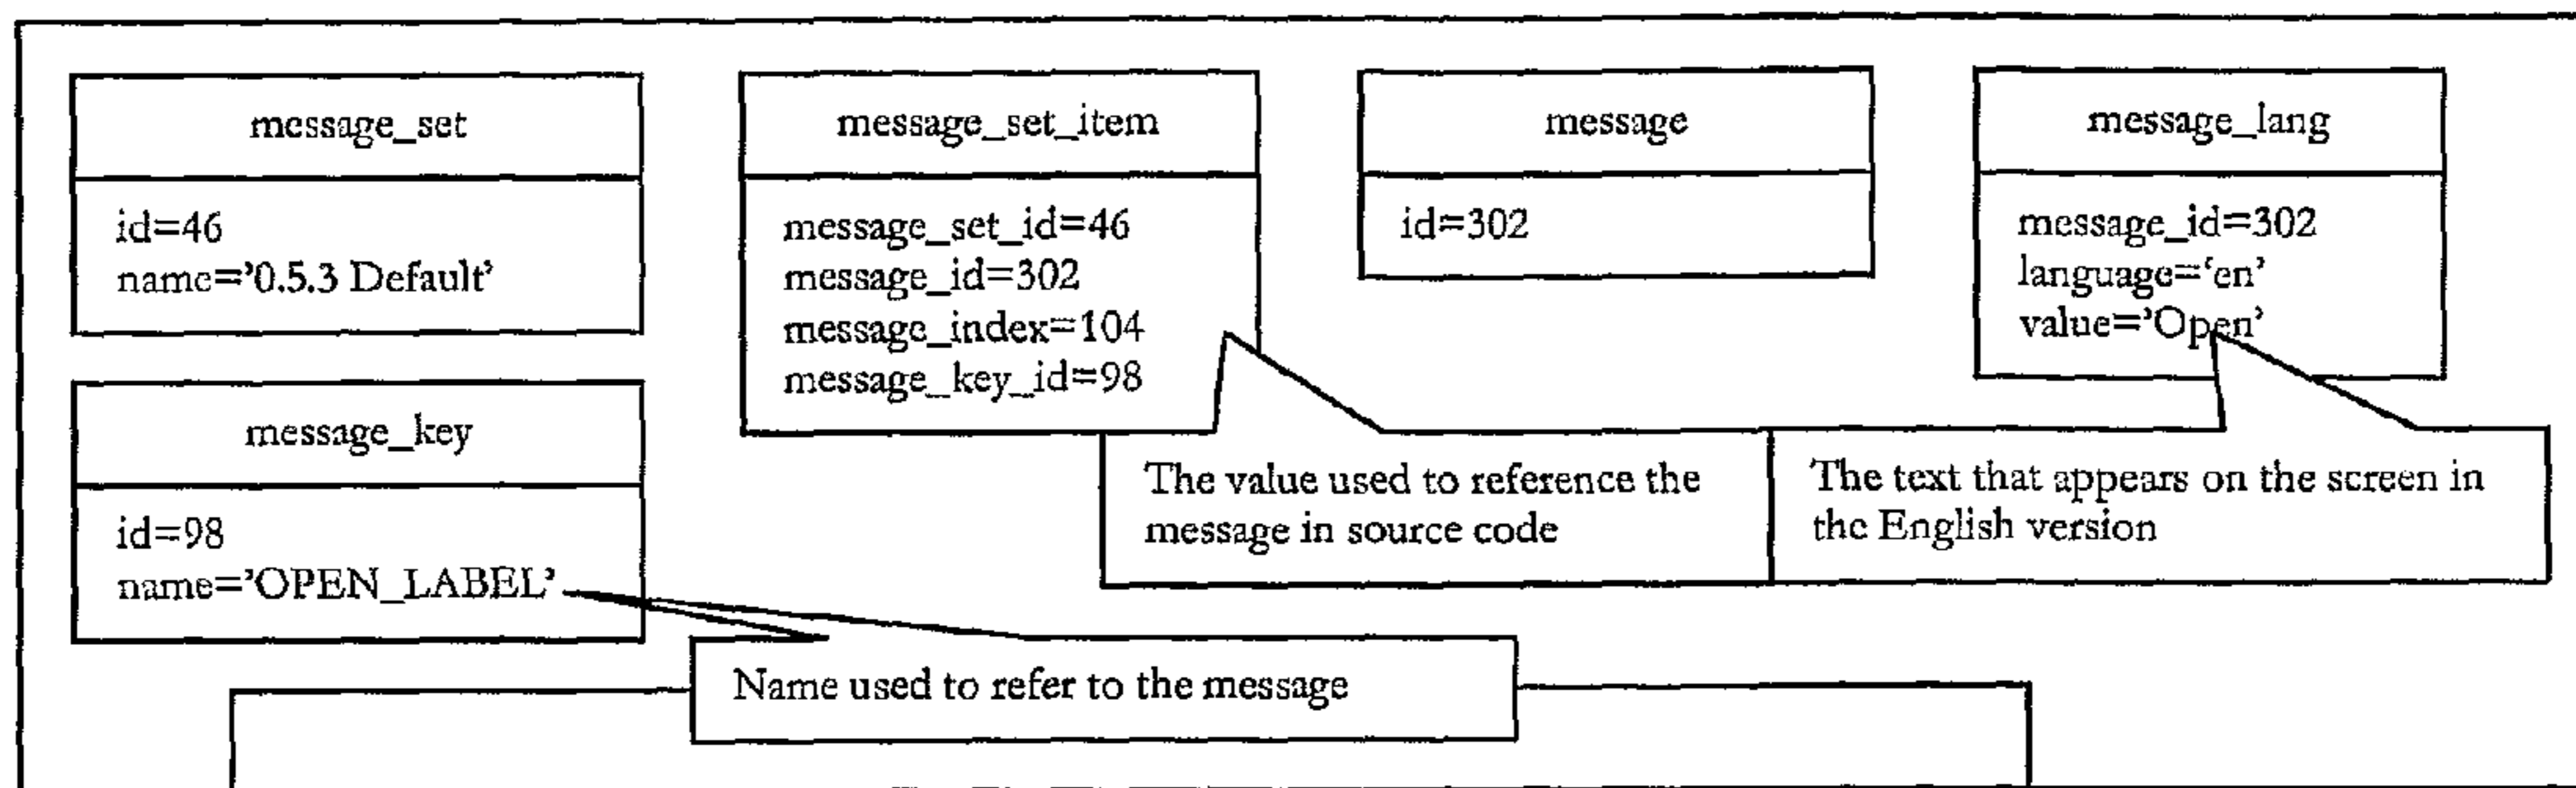 message_set
id=46
name='0.5.3 Default'
message_set_item
message_set_id=46
message_id=302
message_index=104
message_key_id=98
message
id=302
message_lang
message_id=302
language='en'
value='Open'
message_key
id=98
name='OPEN_LABEL'
The value used to reference the
message in source code
The text that appears on the screen in
the English version
Name used to refer to the message